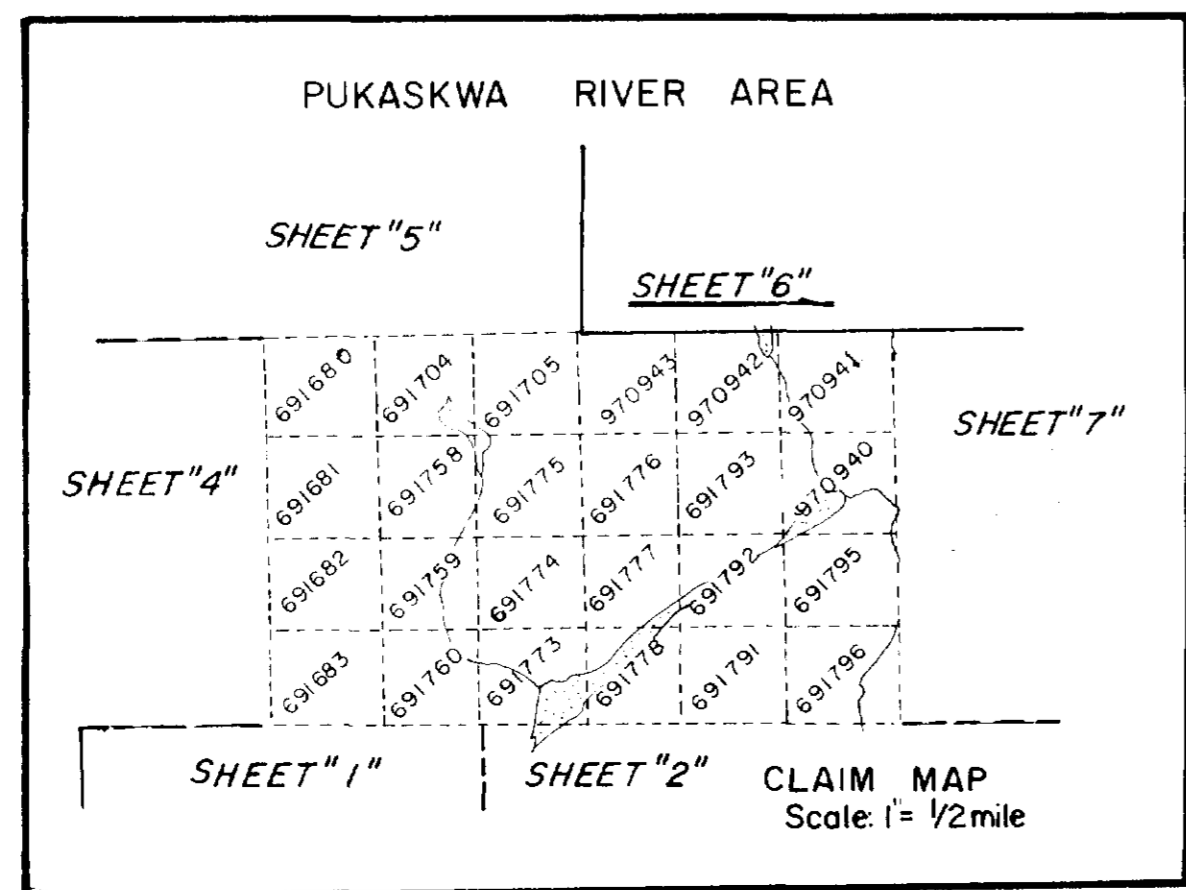 PUKASKWA RIVER AREA
SHEET "5"
SHEET "6"
691680 691704 691705 970943 970942 970941
SHEET "7"
SHEET "4"
691681 691758 691775 691776 691793 970940
691682 691759 691774 691777 691792 691795
691683 691760 691773 691778 691791 691796
SHEET "1"
SHEET "2"
CLAIM MAP
Scale: 1"= 1/2 mile